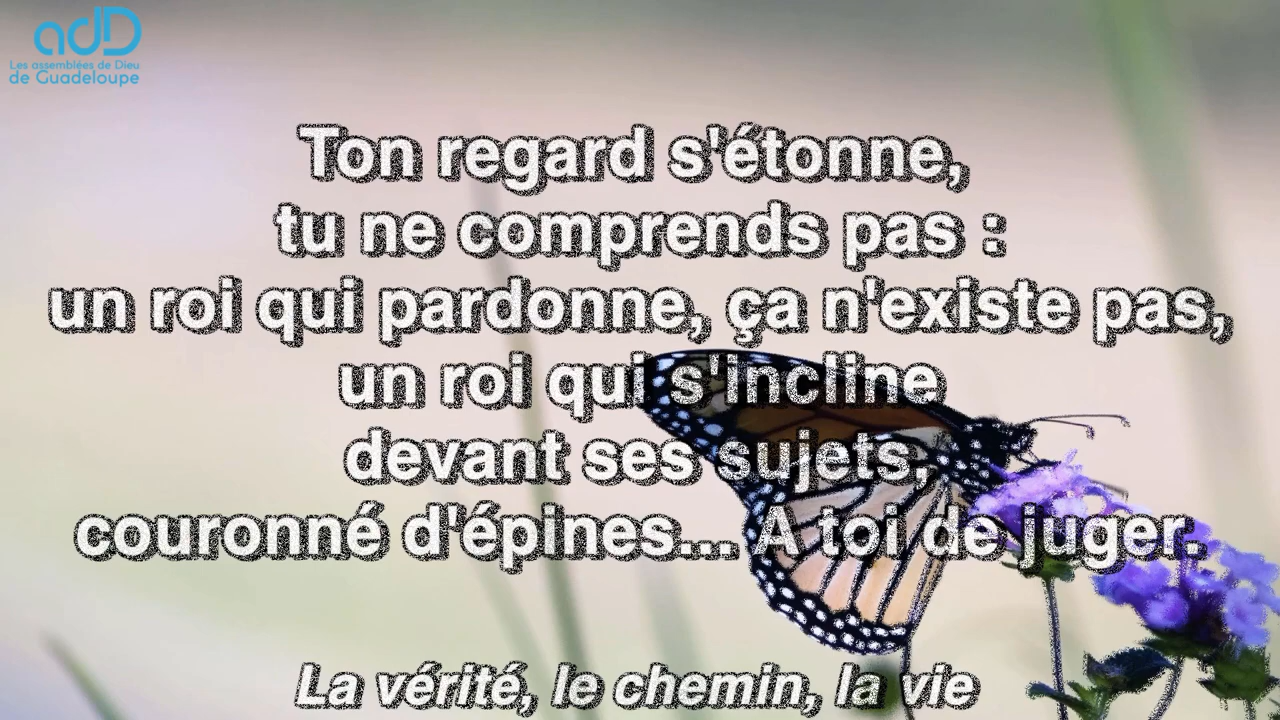 adD
Les assemblées de Dieu
de Guadeloupe
Ton regard s'étonne,
tu ne comprends pas :
un roi qui pardonne, ça n'existe pas,
un roi qui s'incline
devant ses sujets,
couronné d'épines... A toi de juger.
La vérité, le chemin, la vie